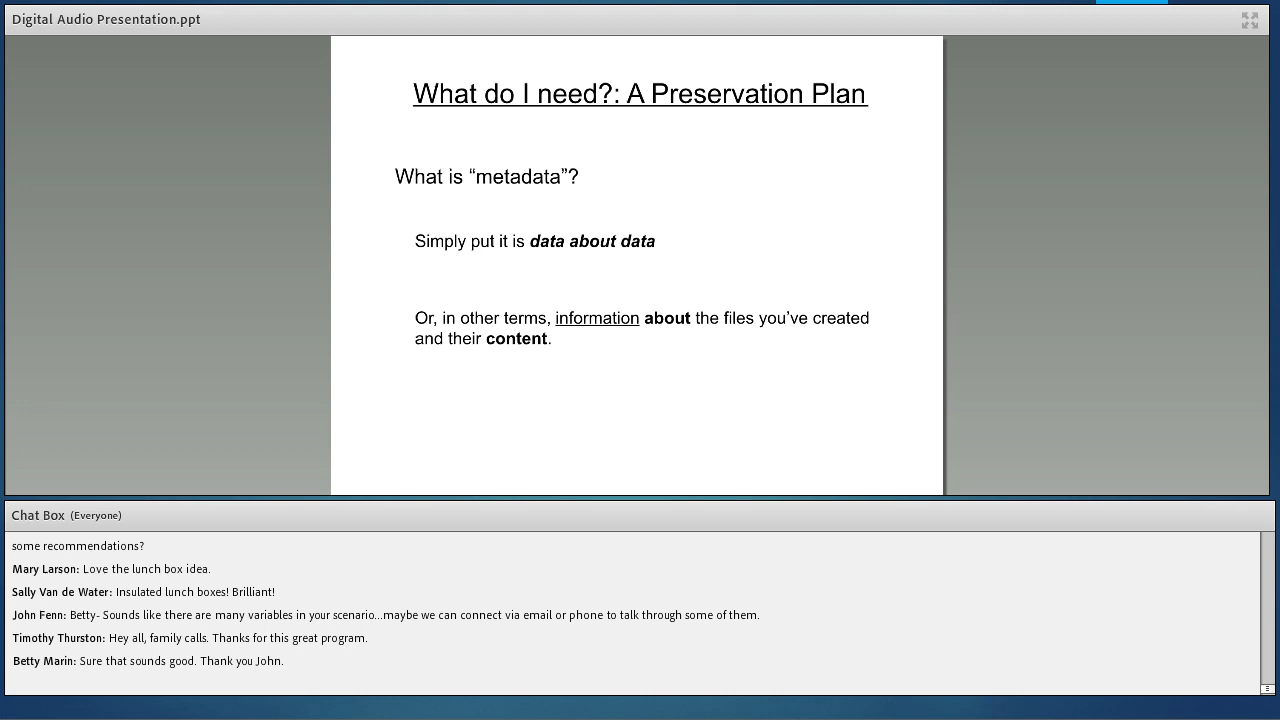 Digital Audio Presentation.ppt
What do I need?: A Preservation Plan
What is “metadata”?
Simply put it is data about data
Or, in other terms, information about the files you’ve created
and their content.
Chat Box (Everyone)
some recommendations?
Mary Larson: Love the lunch box idea.
Sally Van de Water: Insulated lunch boxes! Brilliant!
John Fenn: Betty- Sounds like there are many variables in your scenario...maybe we can connect via email or phone to talk through some of them.
Timothy Thurston: Hey all, family calls. Thanks for this great program.
Betty Marin: Sure that sounds good. Thank you John.